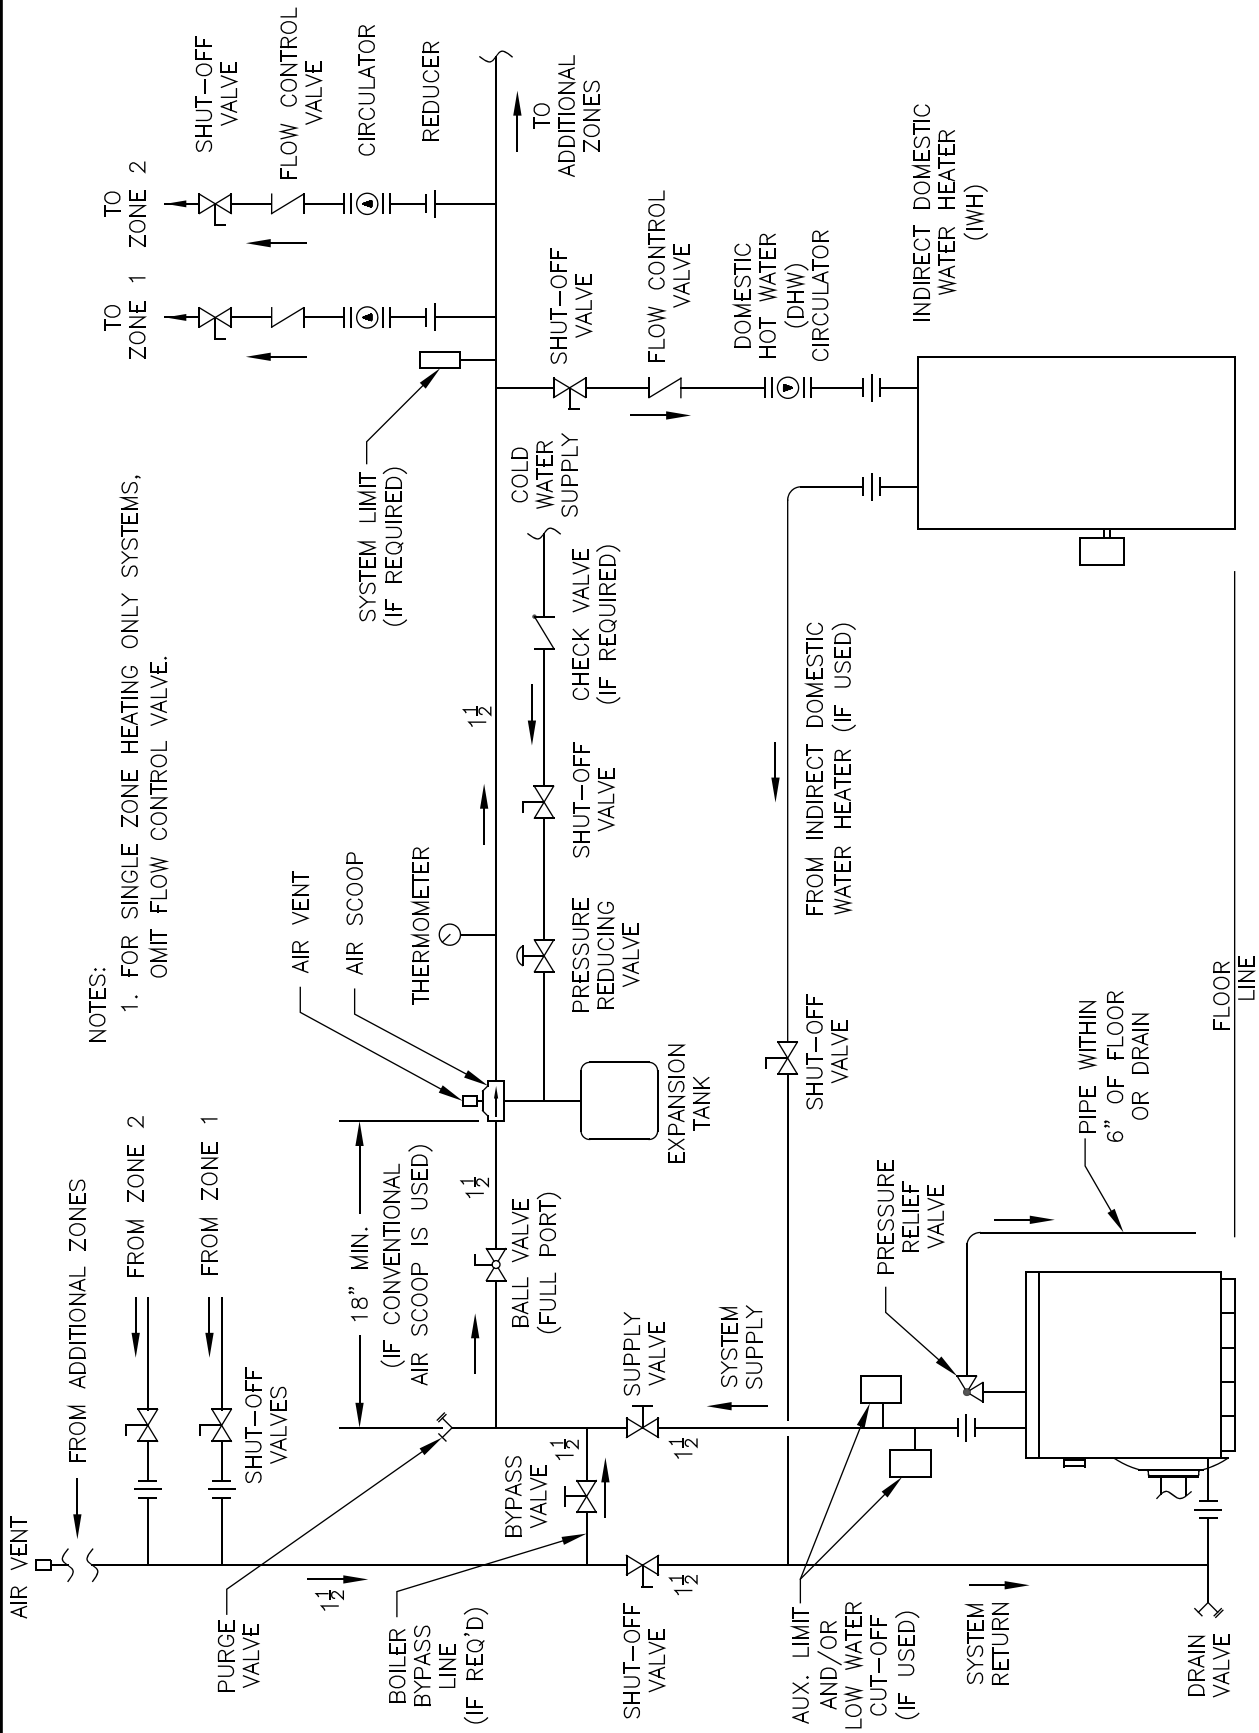 AIR VENT
FROM ADDITIONAL ZONES
FROM ZONE 2
FROM ZONE 1
SHUT-OFF
VALVES
PURGE
VALVE
1 1/2
BOILER
BYPASS
LINE
(IF REQ'D)
BYPASS
VALVE
1 1/2
SHUT-OFF
VALVE
1 1/2
SUPPLY
VALVE
1 1/2
SYSTEM
SUPPLY
AUX. LIMIT
AND/OR
LOW WATER
CUT-OFF
(IF USED)
SYSTEM
RETURN
DRAIN
VALVE
PRESSURE
RELIEF
VALVE
PIPE WITHIN
6" OF FLOOR
OR DRAIN
FLOOR
LINE
NOTES:
1. FOR SINGLE ZONE HEATING ONLY SYSTEMS,
OMIT FLOW CONTROL VALVE.
18" MIN.
(IF CONVENTIONAL
AIR SCOOP IS USED)
1 1/2
BALL VALVE
(FULL PORT)
AIR VENT
AIR SCOOP
THERMOMETER
1 1/2
EXPANSION
TANK
PRESSURE
REDUCING
VALVE
SHUT-OFF
VALVE
CHECK VALVE
(IF REQUIRED)
COLD
WATER
SUPPLY
SYSTEM LIMIT
(IF REQUIRED)
SHUT-OFF
VALVE
FROM INDIRECT DOMESTIC
WATER HEATER (IF USED)
TO
ZONE 1
TO
ZONE 2
SHUT-OFF
VALVE
FLOW CONTROL
VALVE
CIRCULATOR
REDUCER
TO
ADDITIONAL
ZONES
SHUT-OFF
VALVE
FLOW CONTROL
VALVE
DOMESTIC
HOT WATER
(DHW)
CIRCULATOR
INDIRECT DOMESTIC
WATER HEATER
(IWH)